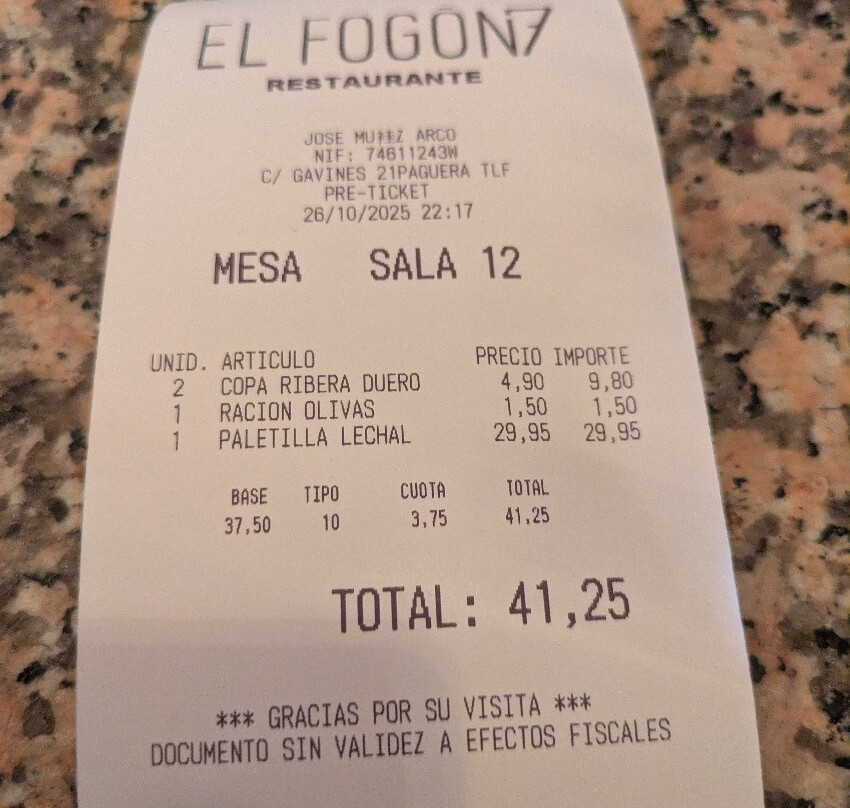 EL FOGÓN7
RESTAURANTE
JOSE ARCO
NIF: 74611243W
C/ GAVINES 21PAGUERA TLF
PRE-TICKET
26/10/2025 22:17
MESA SALA 12
UNID. ARTICULO PRECIO IMPORTE
2 COPA RIBERA DUERO 4,90 9,80
1 RACION OLIVAS 1,50 1,50
1 PALETILLA LECHAL 29,95 29,95
BASE TIPO CUOTA TOTAL
37,50 10 3,75 41,25
TOTAL: 41,25
*** GRACIAS POR SU VISITA ***
DOCUMENTO SIN VALIDEZ A EFECTOS FISCALES